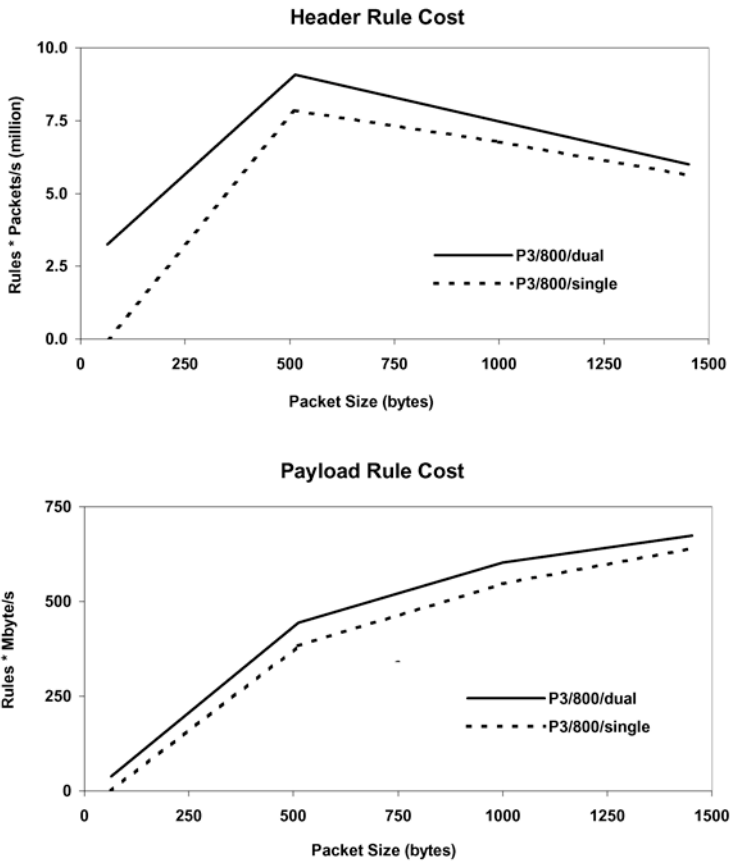 Header Rule Cost
10.0
7.5
5.0
2.5
0.0
Rules * Packets/s (million)
P3/800/dual
P3/800/single
0 250 500 750 1000 1250 1500
Packet Size (bytes)
Payload Rule Cost
750
500
250
0
Rules * Mbyte/s
P3/800/dual
P3/800/single
0 250 500 750 1000 1250 1500
Packet Size (bytes)